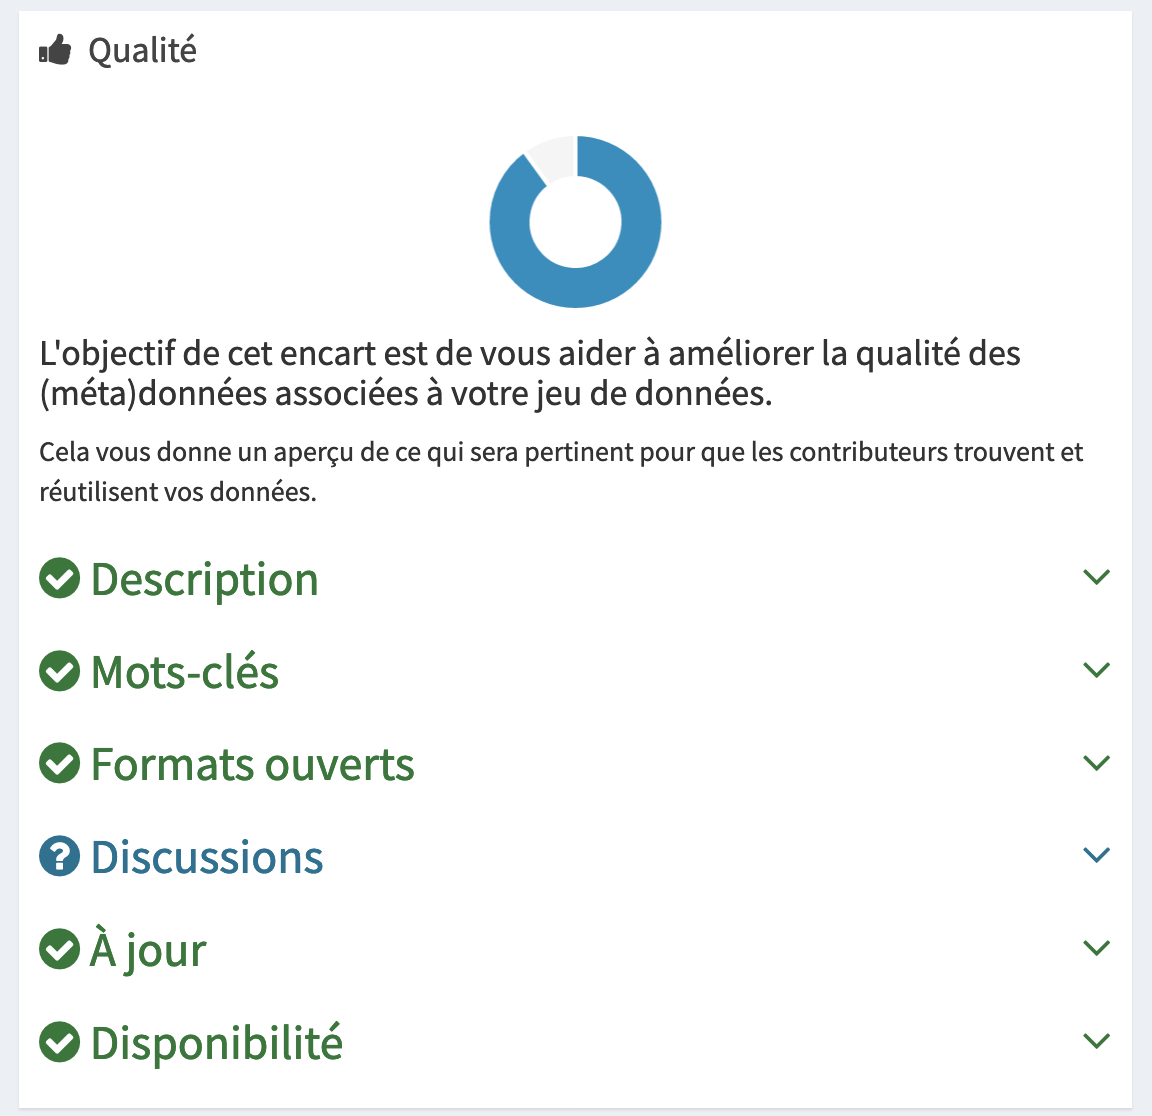 Qualité
L'objectif de cet encart est de vous aider à améliorer la qualité des
(méta)données associées à votre jeu de données.
Cela vous donne un aperçu de ce qui sera pertinent pour que les contributeurs trouvent et
réutilisent vos données.
Description
Mots-clés
Formats ouverts
Discussions
À jour
Disponibilité